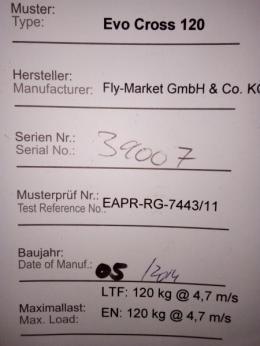 Muster:
Type: Evo Cross 120
Hersteller:
Manufacturer: Fly-Market GmbH & Co. KG
Serien Nr.:
Serial No.: 39007
Musterprüf Nr.:
Test Reference No.: EAPR-RG-7443/11
Baujahr:
Date of Manuf.: 05/2014
LTF: 120 kg @ 4,7 m/s
Maximallast:
Max. Load: EN: 120 kg @ 4,7 m/s